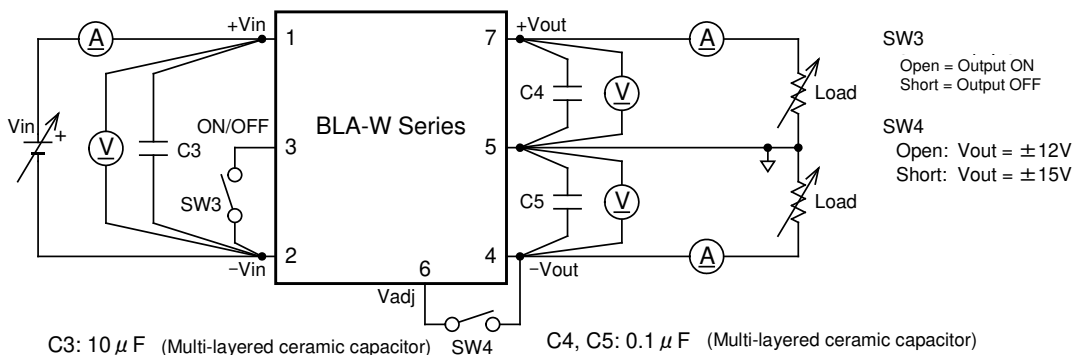 +Vin
1
7
+Vout
A
A
SW3
Open = Output ON
Short = Output OFF
C4
V
Load
Vin
+
V
C3
ON/OFF
3
BLA-W Series
5
SW4
Open: Vout = ±12V
Short: Vout = ±15V
SW3
C5
V
Load
−Vin
2
4
−Vout
A
6
Vadj
SW4
C3: 10 μ F (Multi-layered ceramic capacitor)
C4, C5: 0.1 μ F (Multi-layered ceramic capacitor)